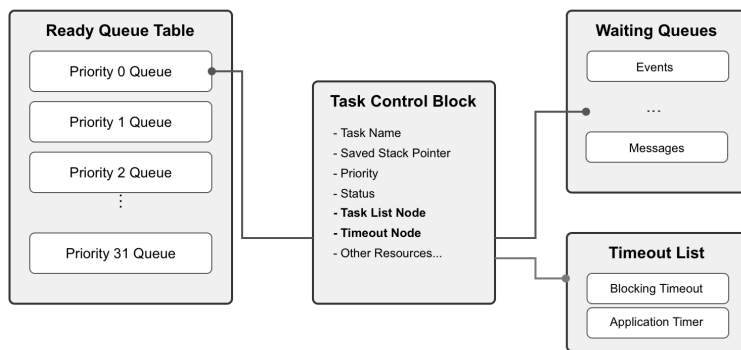 Ready Queue Table
Priority 0 Queue
Priority 1 Queue
Priority 2 Queue
⋮
Priority 31 Queue
Task Control Block
- Task Name
- Saved Stack Pointer
- Priority
- Status
- Task List Node
- Timeout Node
- Other Resources...
Waiting Queues
Events
...
Messages
Timeout List
Blocking Timeout
Application Timer